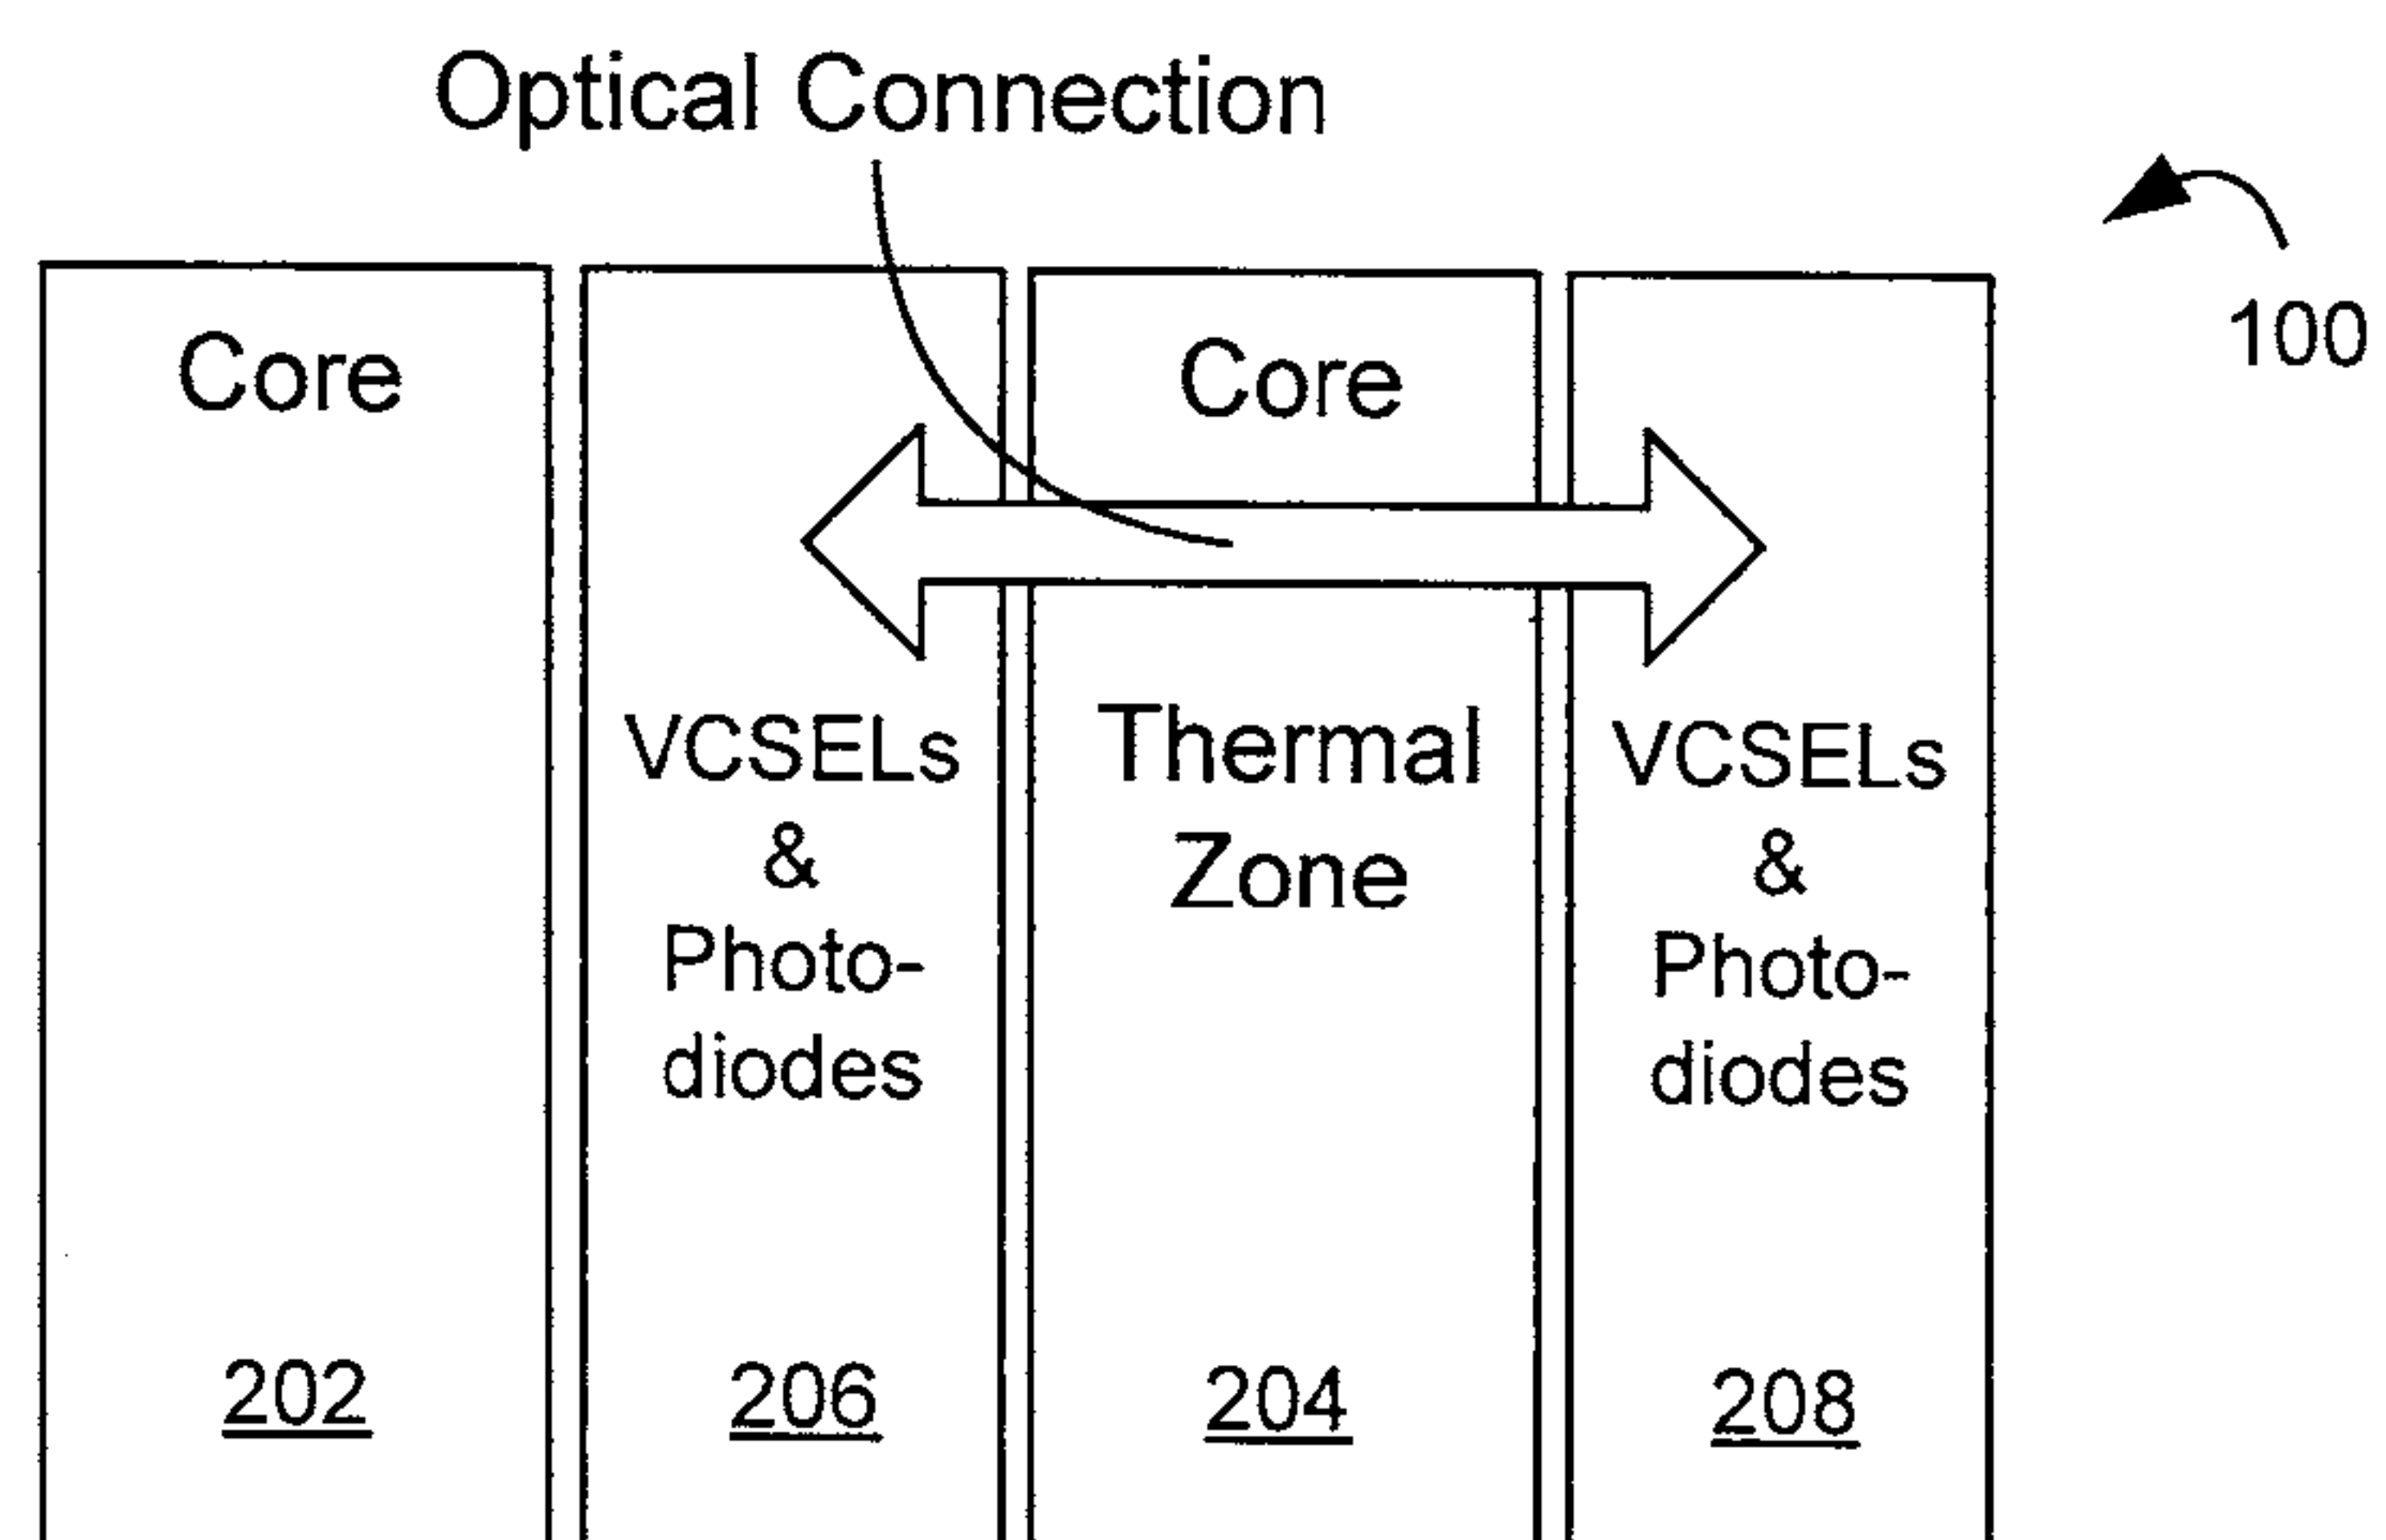 Optical Connection
100
Core
202
VCSELs
&
Photo-
diodes
206
Core
Thermal
Zone
204
VCSELs
&
Photo-
diodes
208